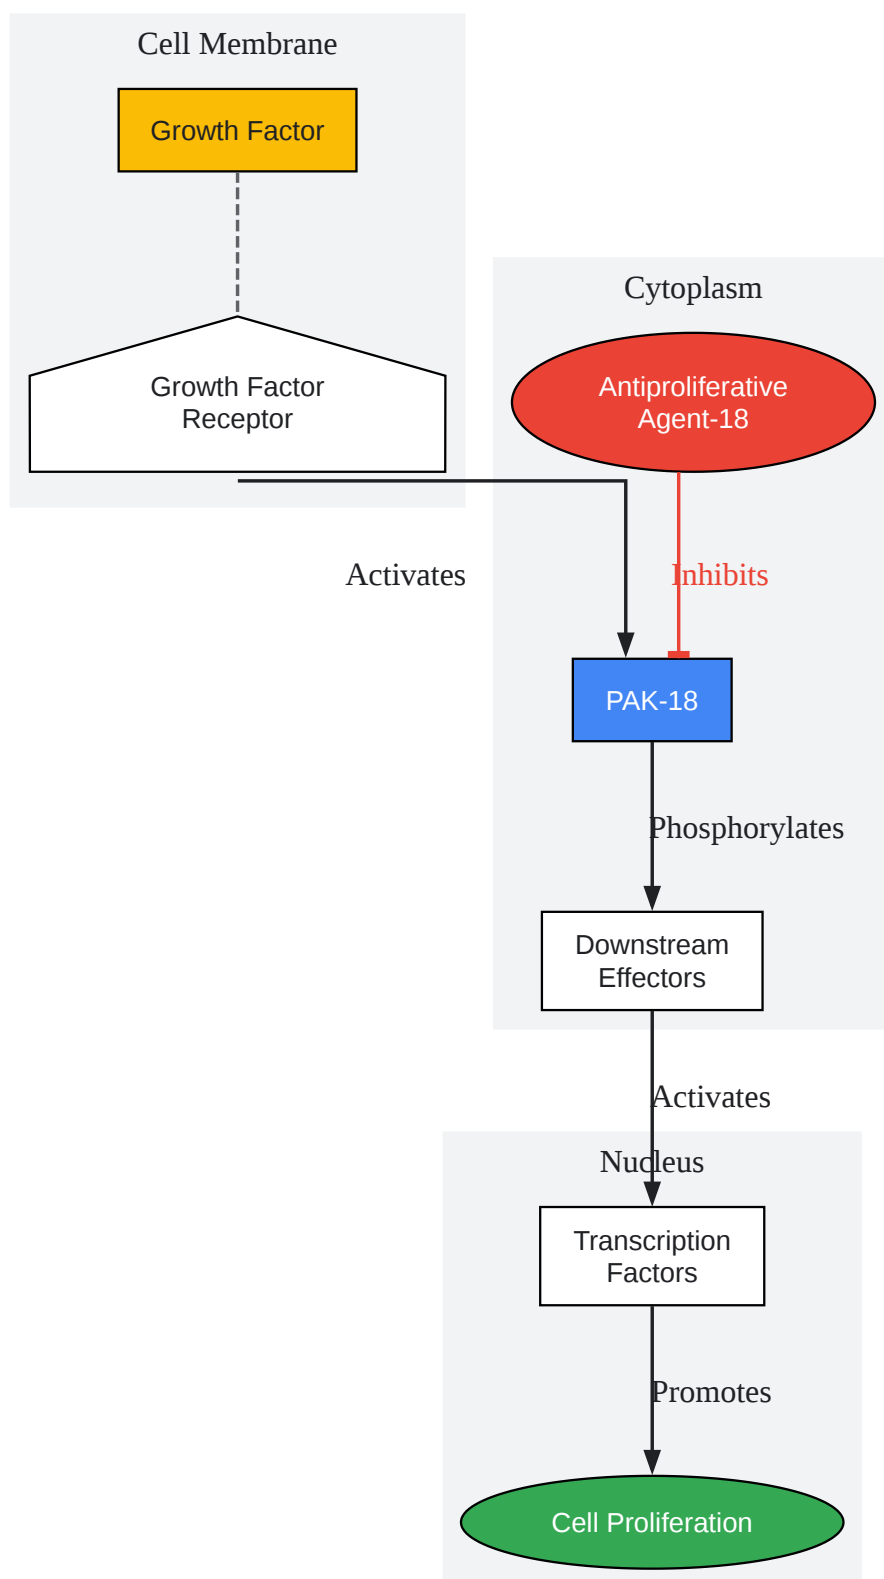 Cell Membrane
Growth Factor
Growth Factor
Receptor
Cytoplasm
Antiproliferative
Agent-18
Activates
Inhibits
PAK-18
Phosphorylates
Downstream
Effectors
Activates
Nucleus
Transcription
Factors
Promotes
Cell Proliferation